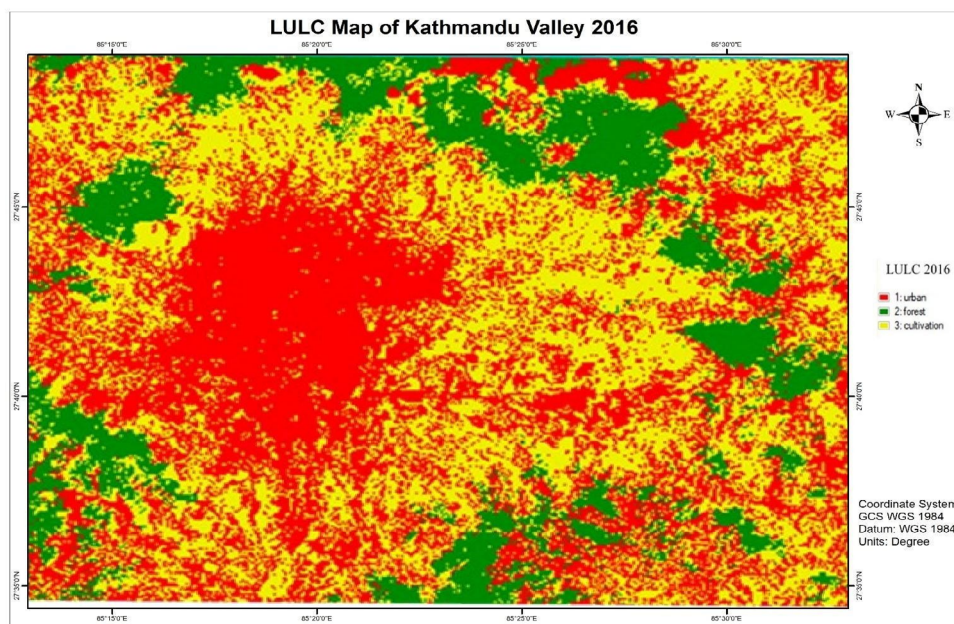 LULC Map of Kathmandu Valley 2016
85°15'0"E 85°20'0"E 85°25'0"E 85°30'0"E
N
W E
S
27°45'0"N 27°45'0"N
LULC 2016
1: urban
2: forest
3: cultivation
27°40'0"N 27°40'0"N
Coordinate System
GCS WGS 1984
Datum: WGS 1984
Units: Degree
27°35'0"N 27°35'0"N
85°15'0"E 85°20'0"E 85°25'0"E 85°30'0"E